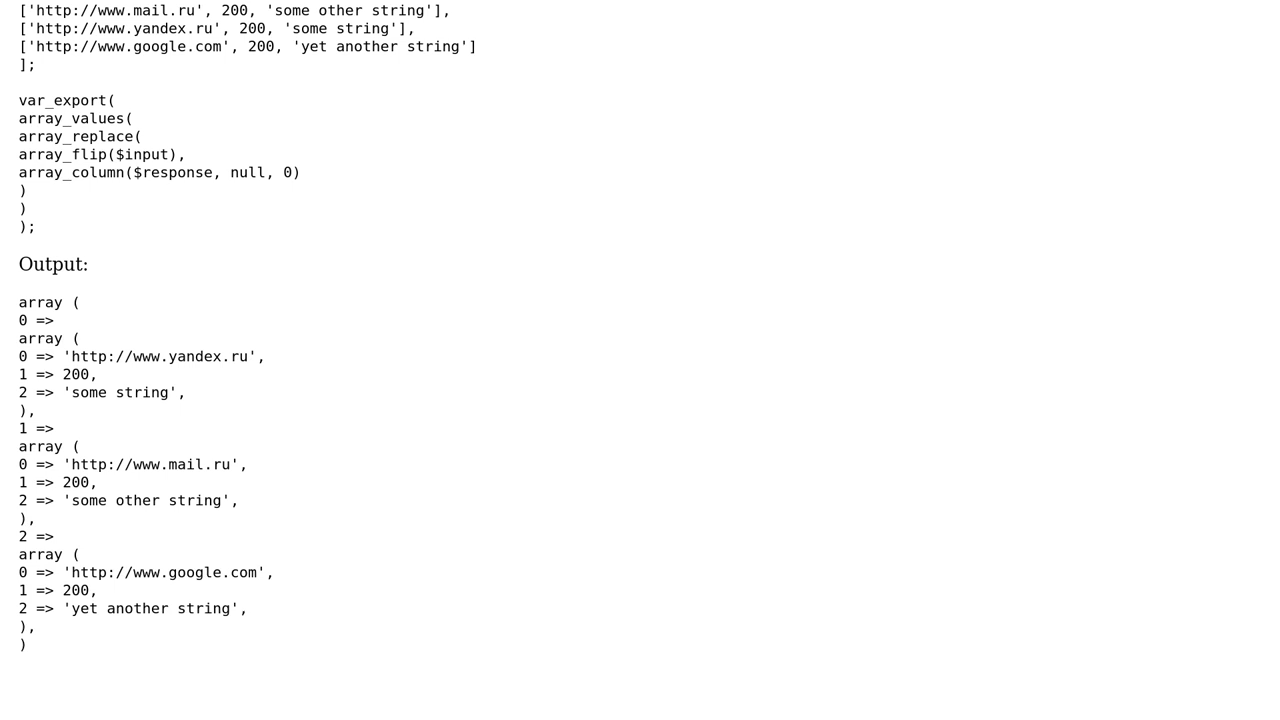 ['http://www.mail.ru', 200, 'some other string'],
['http://www.yandex.ru', 200, 'some string'],
['http://www.google.com', 200, 'yet another string']
];

var_export(
array_values(
array_replace(
array_flip($input),
array_column($response, null, 0)
)
)
);

Output:

array (
0 =>
array (
0 => 'http://www.yandex.ru',
1 => 200,
2 => 'some string',
),
1 =>
array (
0 => 'http://www.mail.ru',
1 => 200,
2 => 'some other string',
),
2 =>
array (
0 => 'http://www.google.com',
1 => 200,
2 => 'yet another string',
),
)